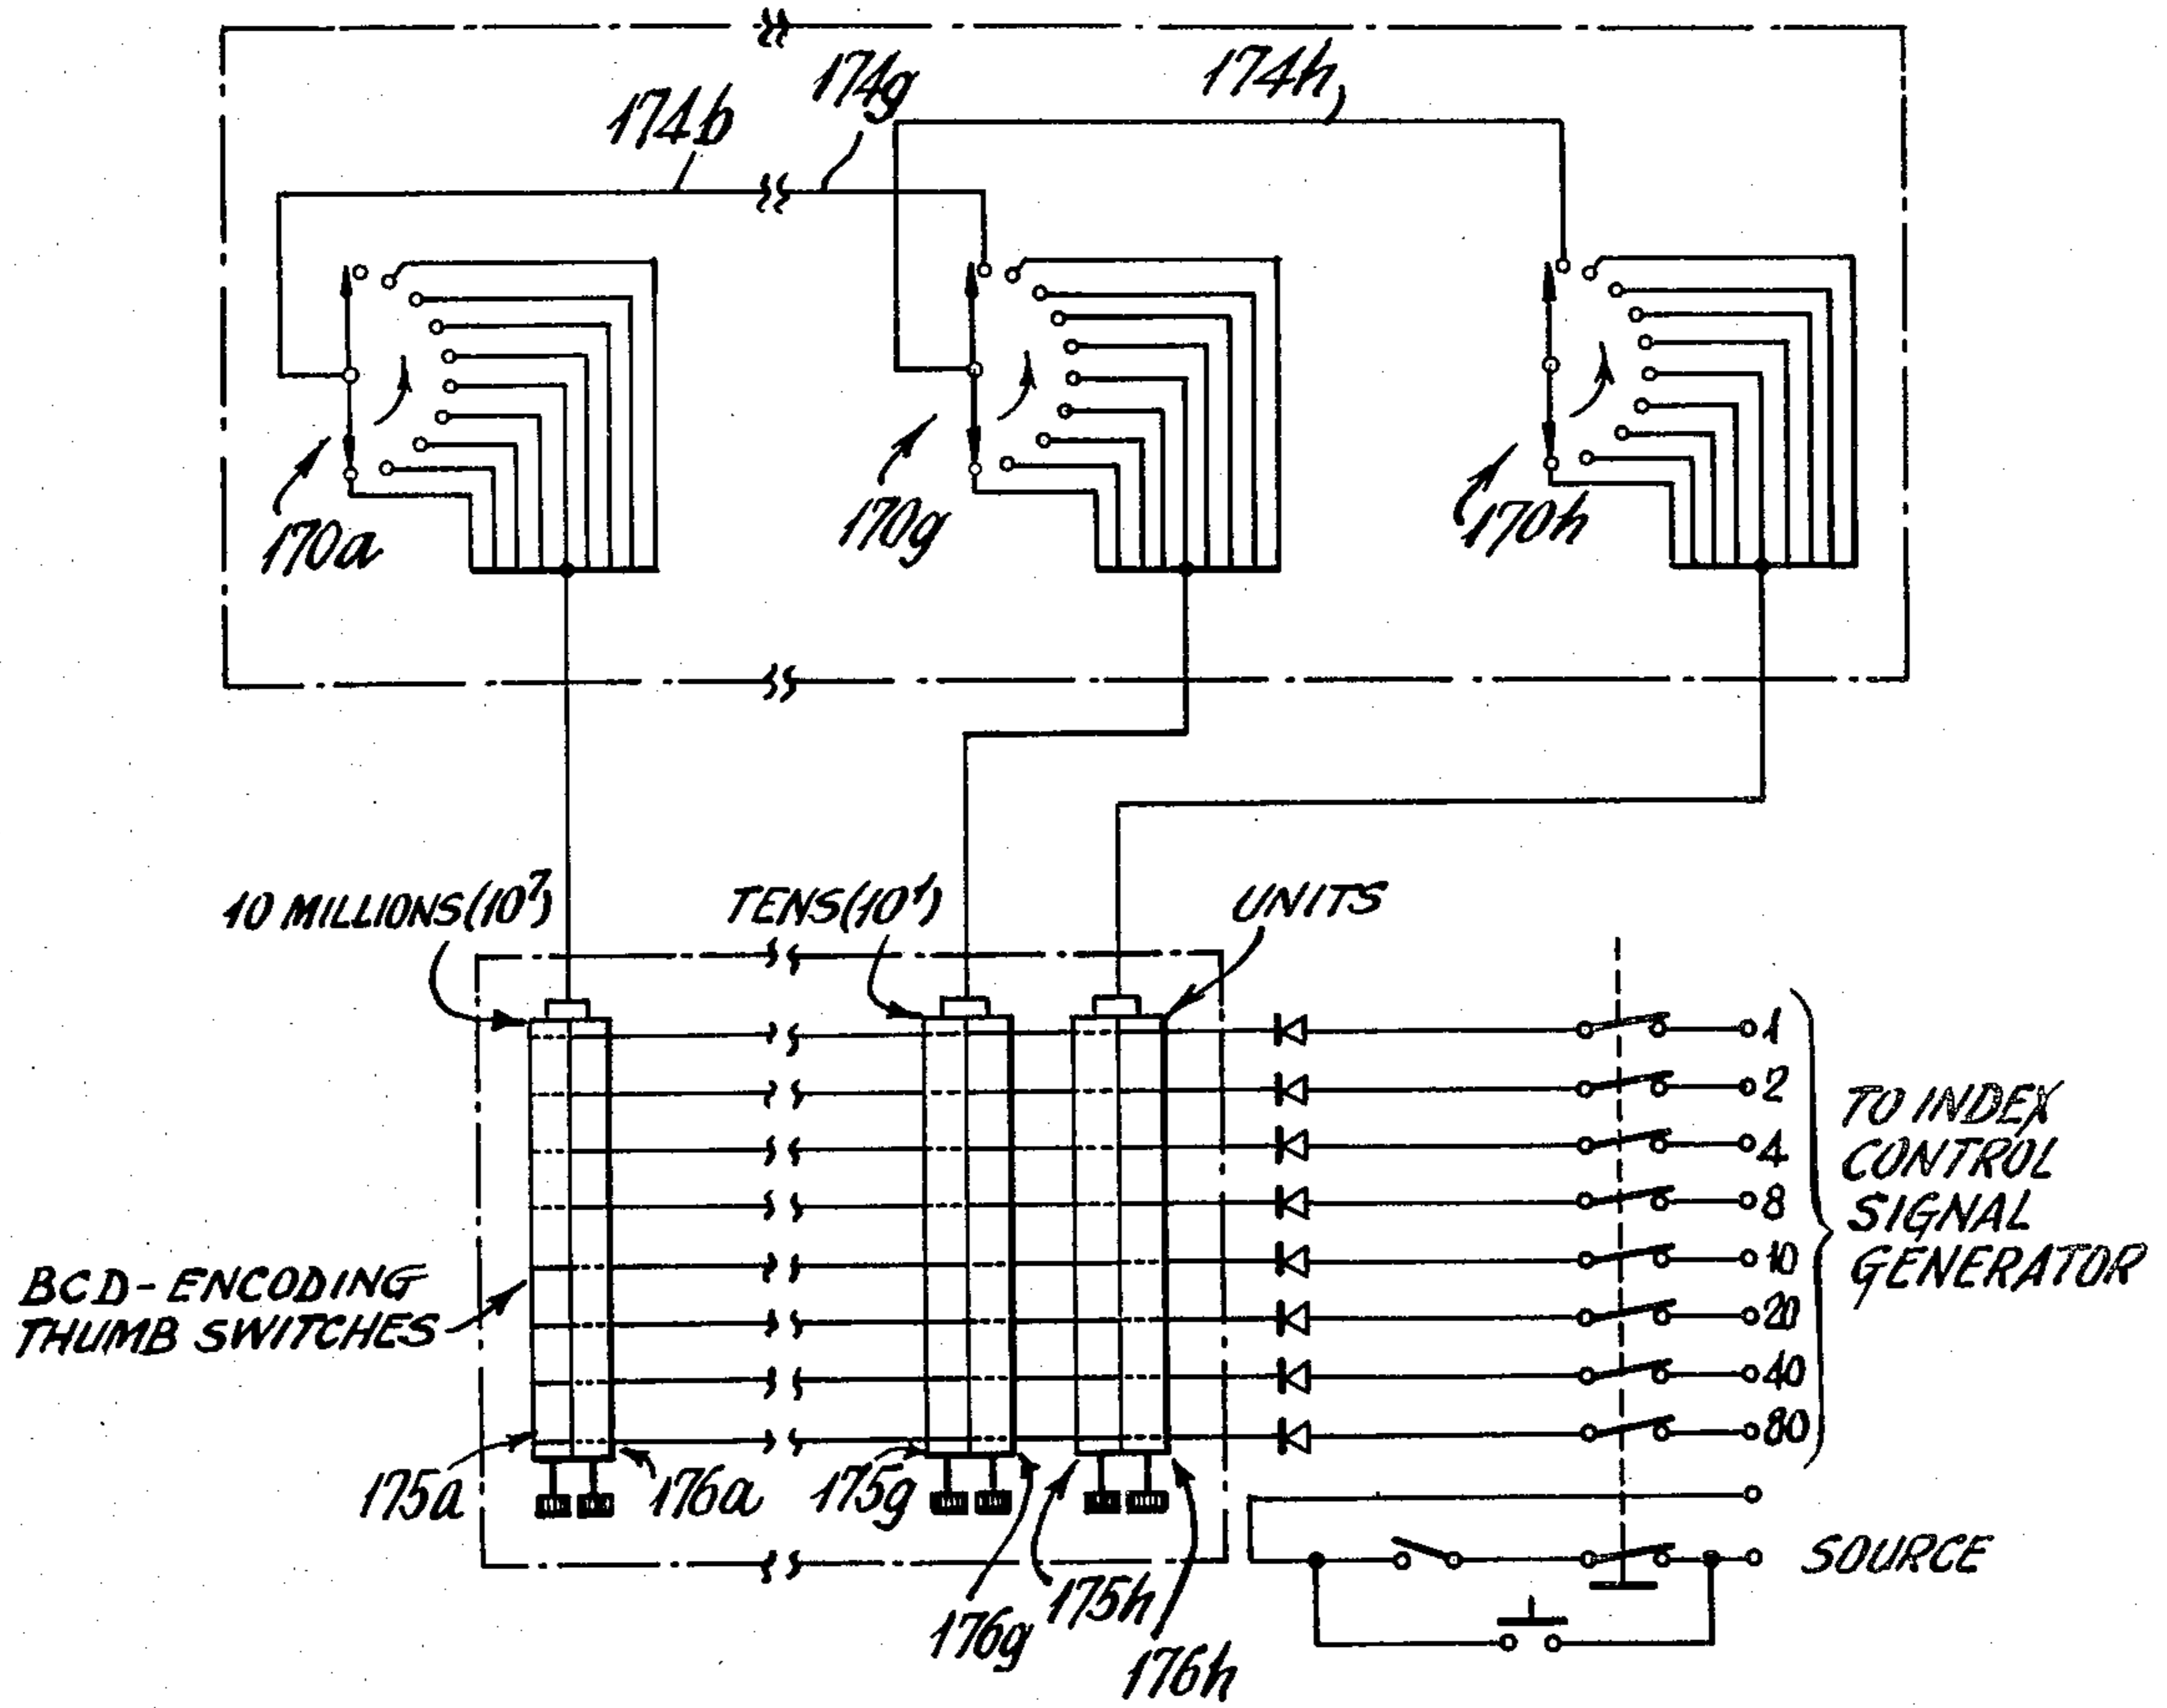 174b
174g
174h
170a
170g
170h
10 MILLIONS (10⁷)
TENS (10¹)
UNITS
1
2
4
8
10
20
40
80
TO INDEX
CONTROL
SIGNAL
GENERATOR
BCD-ENCODING
THUMB SWITCHES
175a
176a
175g
176g
175h
176h
SOURCE